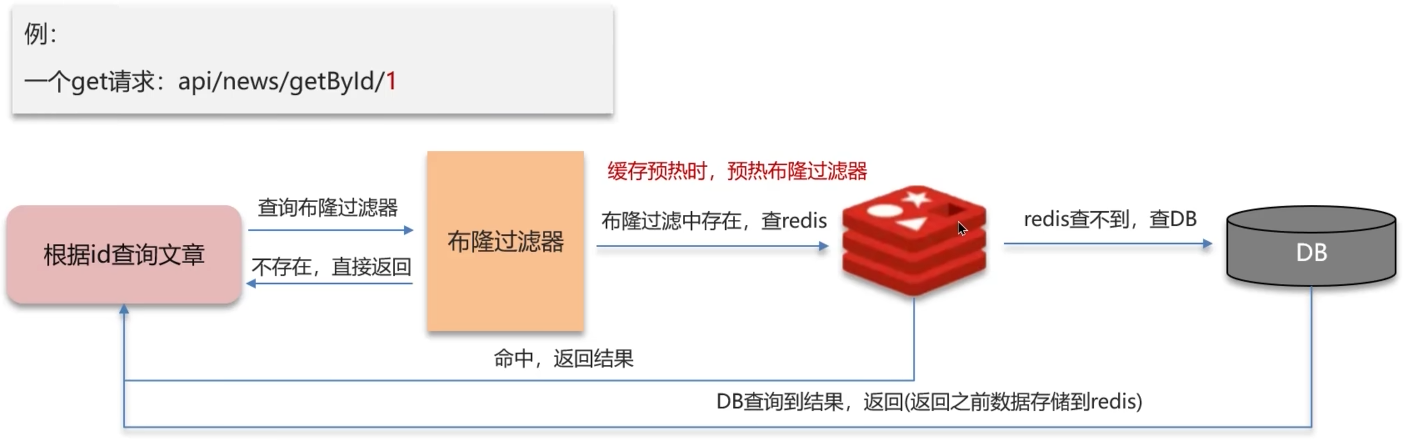 例：
一个get请求：api/news/getById/1
缓存预热时，预热布隆过滤器
查询布隆过滤器
布隆过滤中存在，查redis
redis查不到，查DB
根据id查询文章
布隆过滤器
DB
不存在，直接返回
命中，返回结果
DB查询到结果，返回(返回之前数据存储到redis)